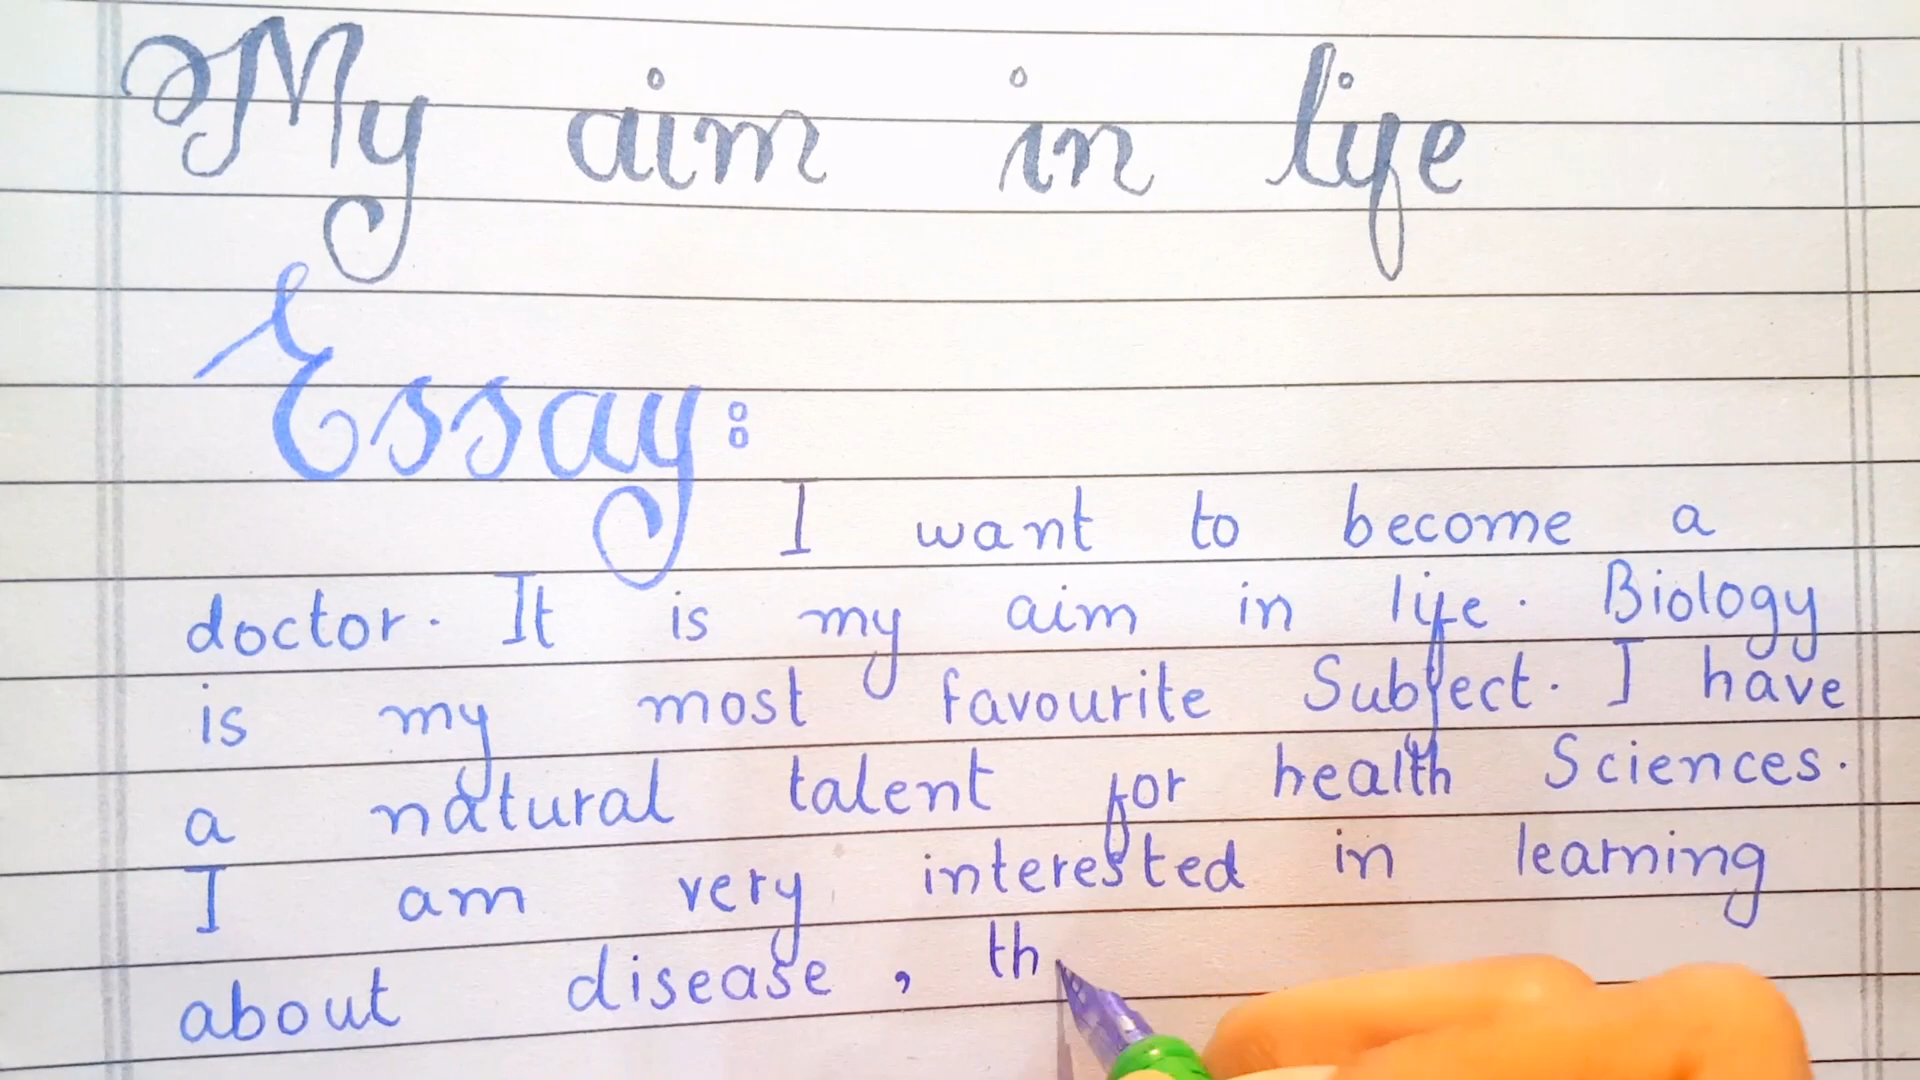 My aim in life
Essay:
I want to become a
doctor. It is my aim in life. Biology
is my most favourite Subject. I have
a natural talent for health Sciences.
I am very interested in learning
about disease, th